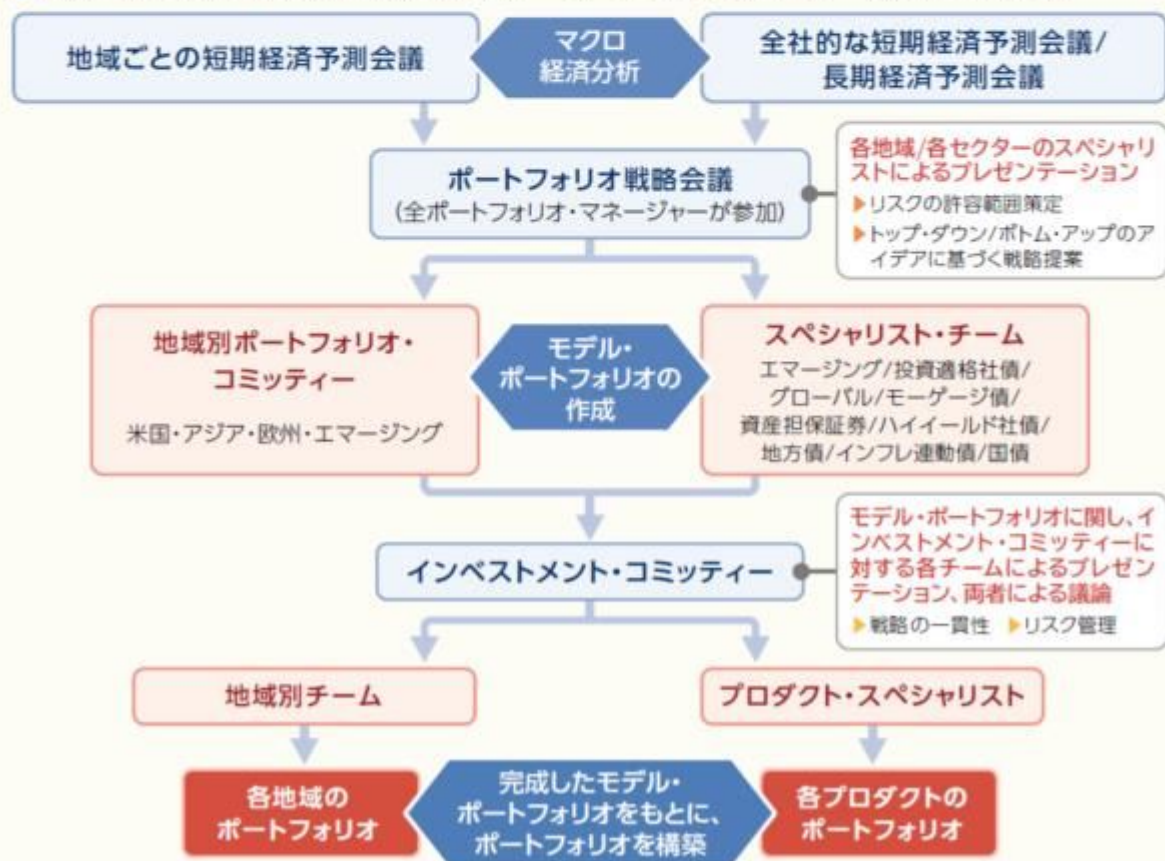 地域ごとの短期経済予測会議
マクロ
経済分析
全社的な短期経済予測会議/
長期経済予測会議
ポートフォリオ戦略会議
(全ポートフォリオ・マネージャーが参加)
各地域/各セクターのスペシャリ
ストによるプレゼンテーション
▶リスクの許容範囲策定
▶トップ・ダウン/ボトム・アップのア
イデアに基づく戦略提案
地域別ポートフォリオ・
コミッティー
米国・アジア・欧州・エマージング
モデル・
ポートフォリオの
作成
スペシャリスト・チーム
エマージング/投資適格社債/
グローバル/モーゲージ債/
資産担保証券/ハイイールド社債/
地方債/インフレ連動債/国債
インベストメント・コミッティー
モデル・ポートフォリオに関し、イ
ンベストメント・コミッティーに
対する各チームによるプレゼン
テーション、両者による議論
▶戦略の一貫性 ▶リスク管理
地域別チーム
プロダクト・スペシャリスト
各地域の
ポートフォリオ
完成したモデル・
ポートフォリオをもとに、
ポートフォリオを構築
各プロダクトの
ポートフォリオ